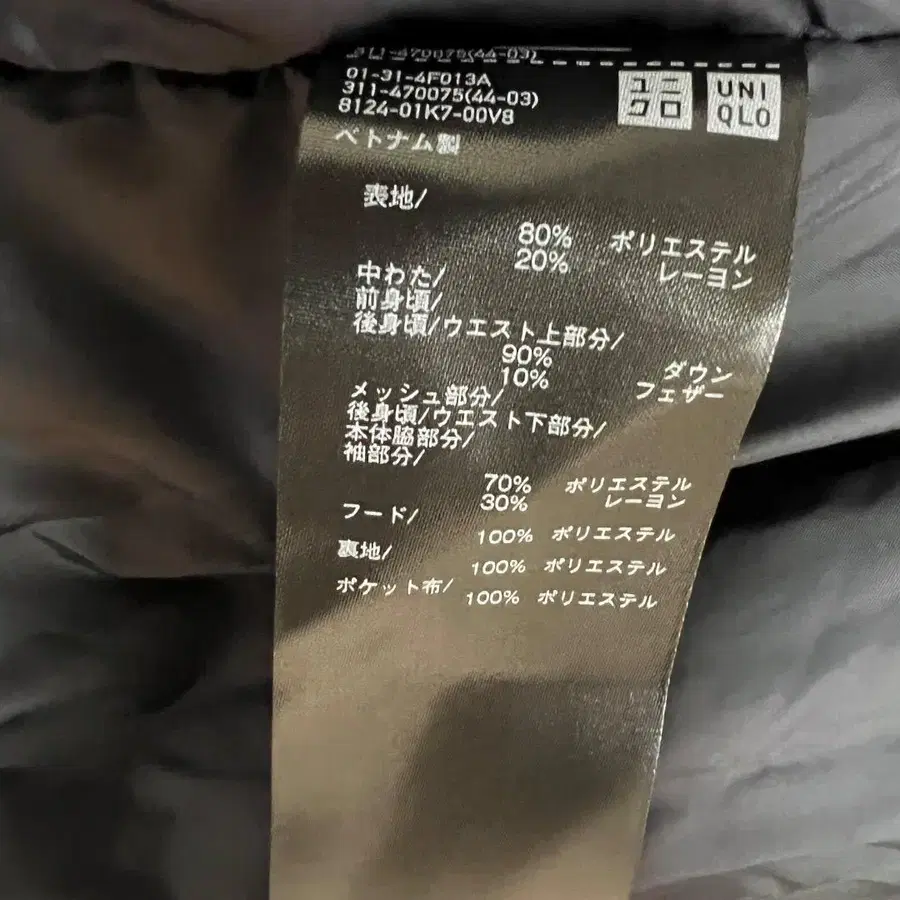 470075(44-03)
01-31-4F013A
311-470075(44-03)
8124-01K7-00V8
ユニ
クロ
UNI
QLO
ベトナム製
表地/
80% ポリエステル
20% レーヨン
中わた/
前身頃/
後身頃/ウエスト上部分/
90% ダウン
10% フェザー
メッシュ部分/
後身頃/ウエスト下部分/
本体脇部分/
袖部分/
70% ポリエステル
30% レーヨン
フード/
100% ポリエステル
裏地/
100% ポリエステル
ポケット布/
100% ポリエステル